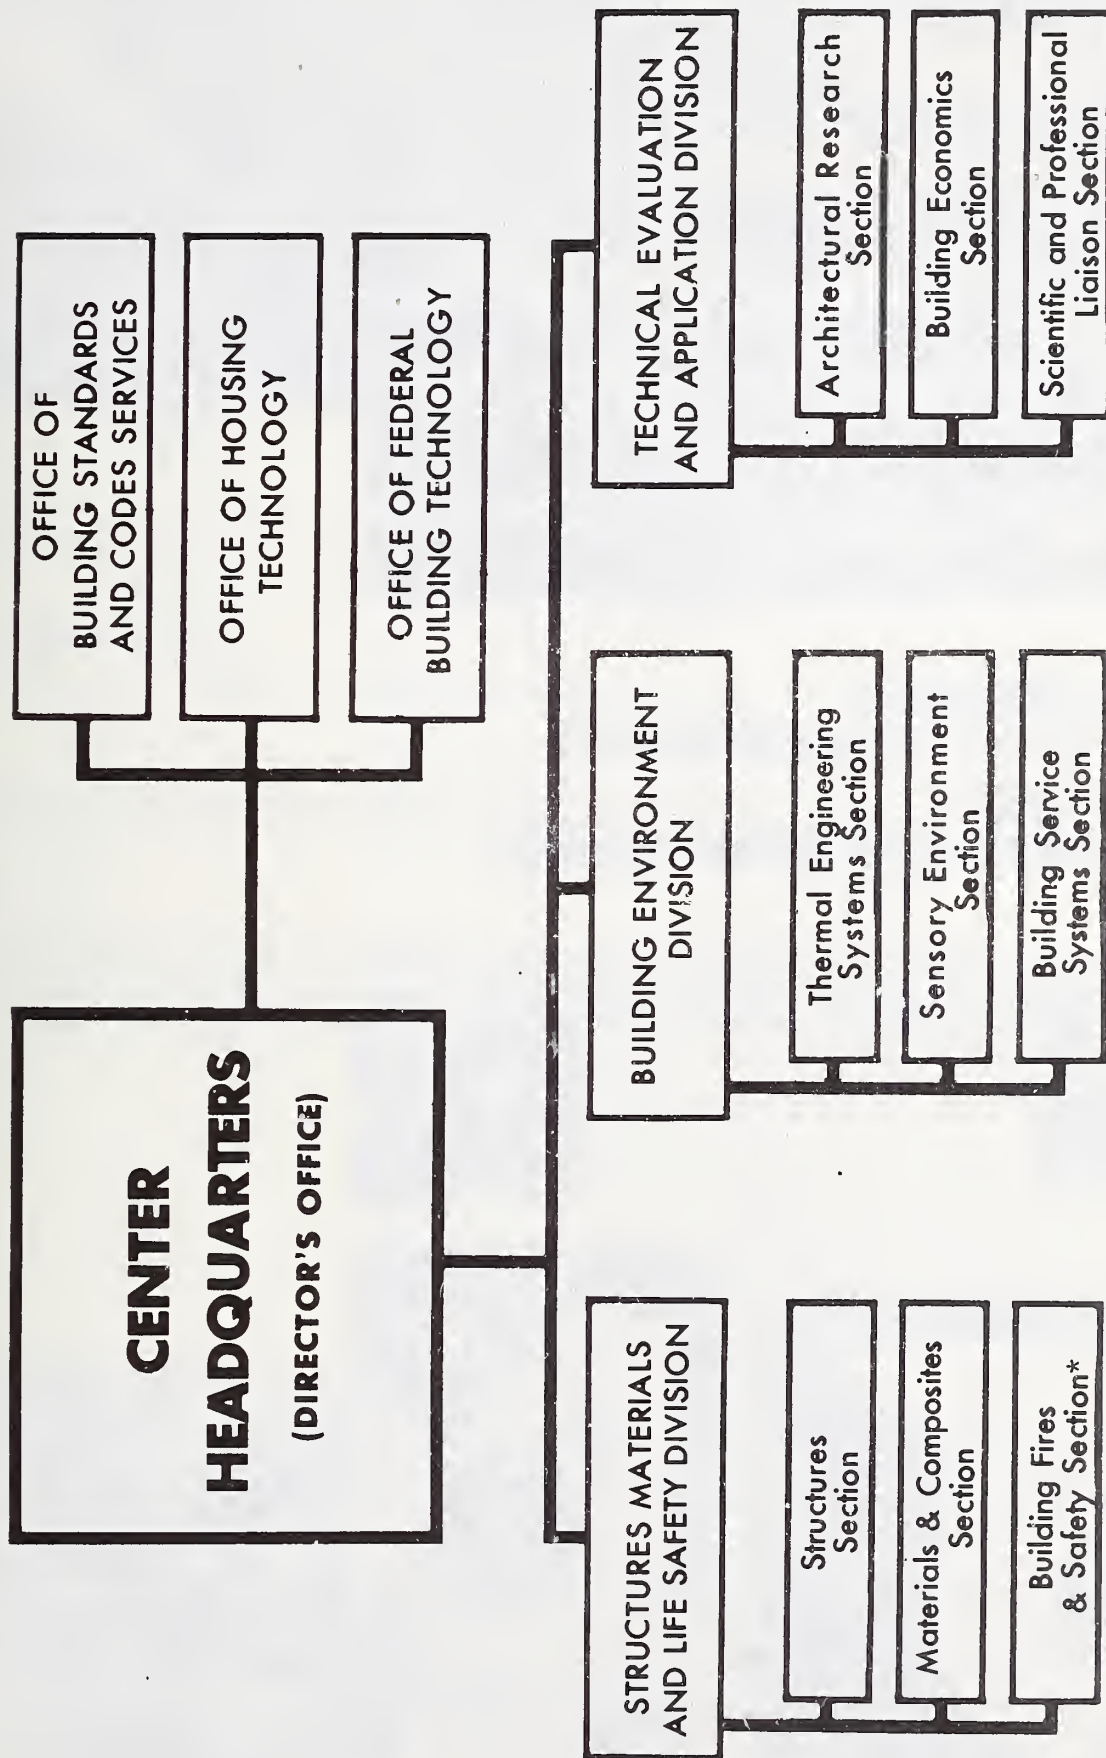 CENTER
HEADQUARTERS
(DIRECTOR'S OFFICE)
OFFICE OF
BUILDING STANDARDS
AND CODES SERVICES
OFFICE OF HOUSING
TECHNOLOGY
OFFICE OF FEDERAL
BUILDING TECHNOLOGY
STRUCTURES MATERIALS
AND LIFE SAFETY DIVISION
Structures
Section
Materials & Composites
Section
Building Fires
& Safety Section*
BUILDING ENVIRONMENT
DIVISION
Thermal Engineering
Systems Section
Sensory Environment
Section
Building Service
Systems Section
TECHNICAL EVALUATION
AND APPLICATION DIVISION
Architectural Research
Section
Building Economics
Section
Scientific and Professional
Liaison Section